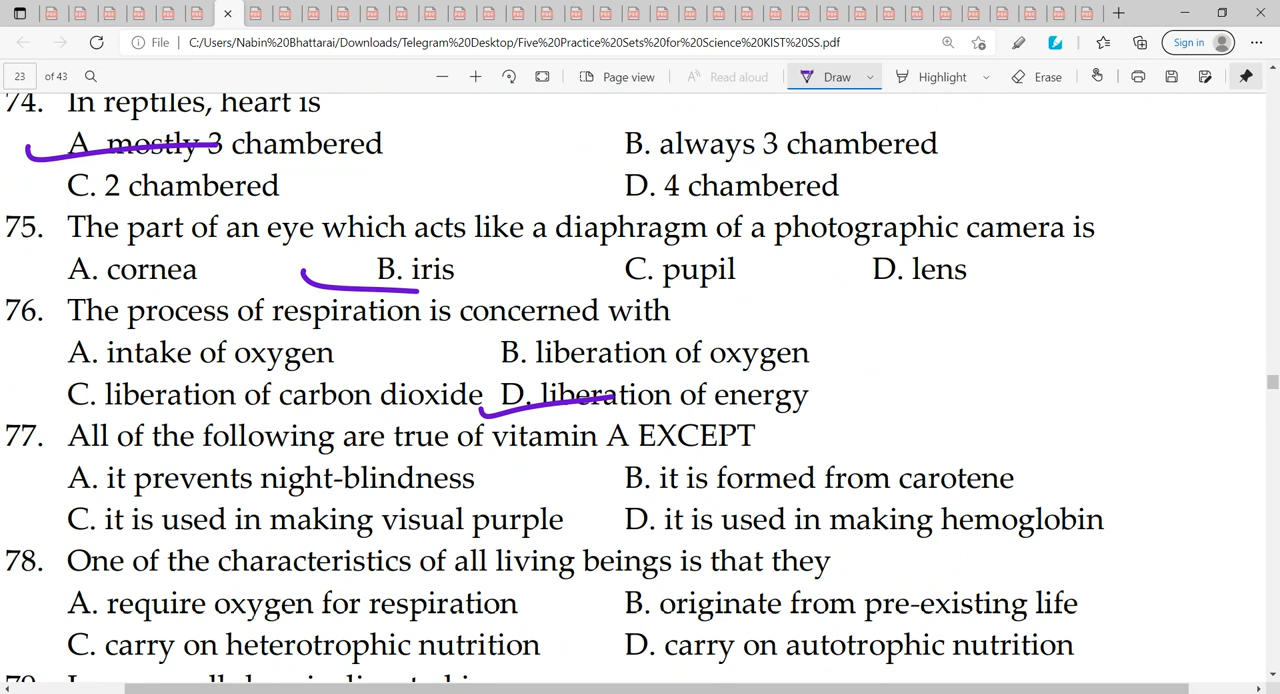 File | C:/Users/Nabin%20Bhattarai/Downloads/Telegram%20Desktop/Five%20Practice%20Sets%20for%20Science%20KIST%20SS.pdf
Sign in
23 of 43
Page view
Read aloud
Draw
Highlight
Erase
74. In reptiles, heart is
A. mostly 3 chambered B. always 3 chambered
C. 2 chambered D. 4 chambered
75. The part of an eye which acts like a diaphragm of a photographic camera is
A. cornea B. iris C. pupil D. lens
76. The process of respiration is concerned with
A. intake of oxygen B. liberation of oxygen
C. liberation of carbon dioxide D. liberation of energy
77. All of the following are true of vitamin A EXCEPT
A. it prevents night-blindness B. it is formed from carotene
C. it is used in making visual purple D. it is used in making hemoglobin
78. One of the characteristics of all living beings is that they
A. require oxygen for respiration B. originate from pre-existing life
C. carry on heterotrophic nutrition D. carry on autotrophic nutrition